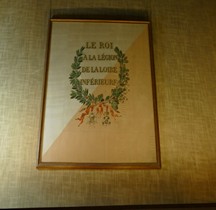 LE ROI
A LA LÉGION
DE LA LOIRE
INFÉRIEURE